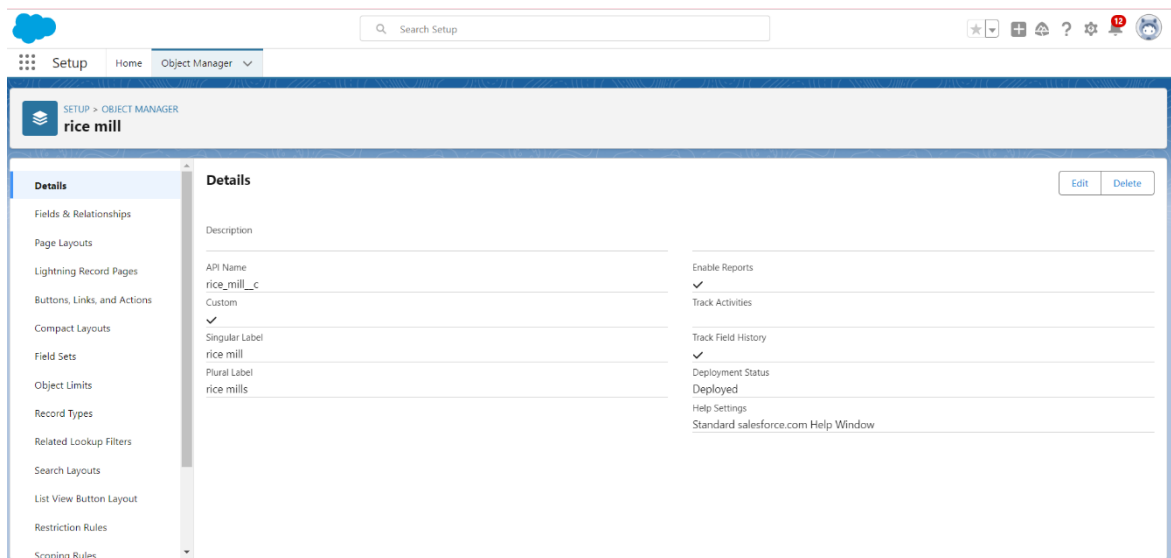 Search Setup
12
Setup
Home
Object Manager
SETUP > OBJECT MANAGER
rice mill
Details
Fields & Relationships
Page Layouts
Lightning Record Pages
Buttons, Links, and Actions
Compact Layouts
Field Sets
Object Limits
Record Types
Related Lookup Filters
Search Layouts
List View Button Layout
Restriction Rules
Scoping Rules
Details
Edit
Delete
Description
API Name
rice_mill__c
Custom
Singular Label
rice mill
Plural Label
rice mills
Enable Reports
Track Activities
Track Field History
Deployment Status
Deployed
Help Settings
Standard salesforce.com Help Window